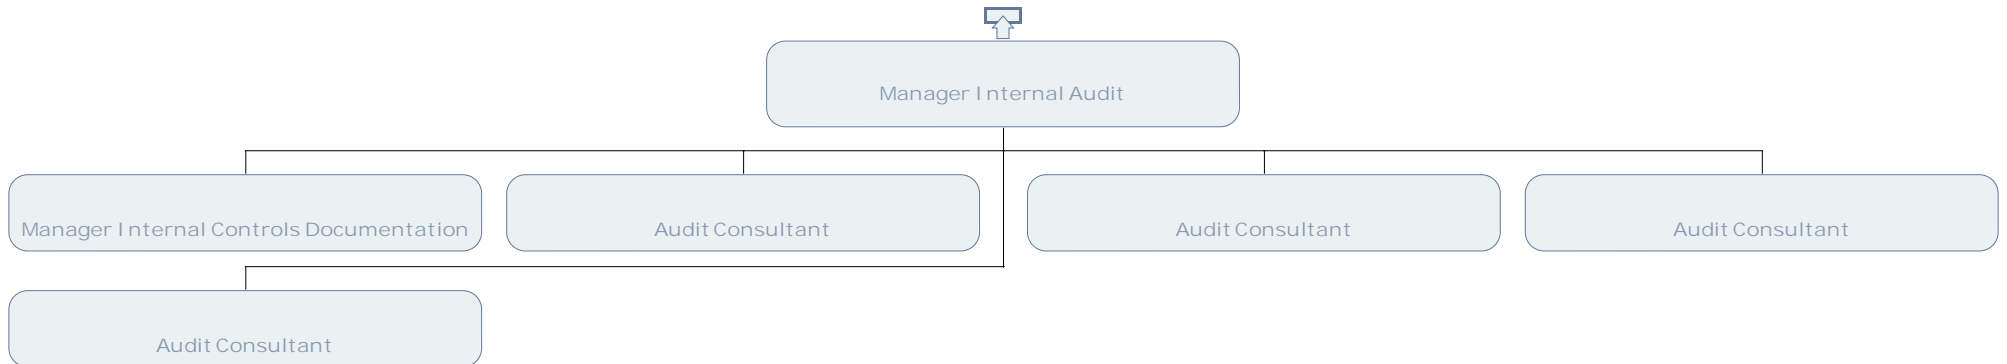 Manager Internal Audit
Manager Internal Controls Documentation
Audit Consultant
Audit Consultant
Audit Consultant
Audit Consultant